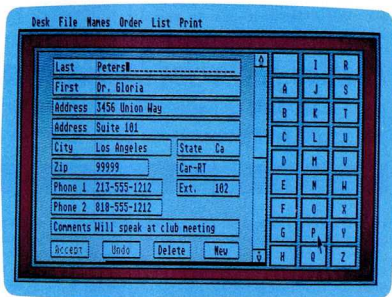 Desk File Names Order List Print
Last Peters
First Dr. Gloria
Address 3456 Union Way
Address Suite 101
City Los Angeles State Ca
Zip 99999 Car-RT
Phone 1 213-555-1212 Ext. 102
Phone 2 818-555-1212
Comments Will speak at club meeting
Accept Undo Delete New
I R
A J S
B K T
C L U
D M V
E N W
F O X
G P Y
H Q Z